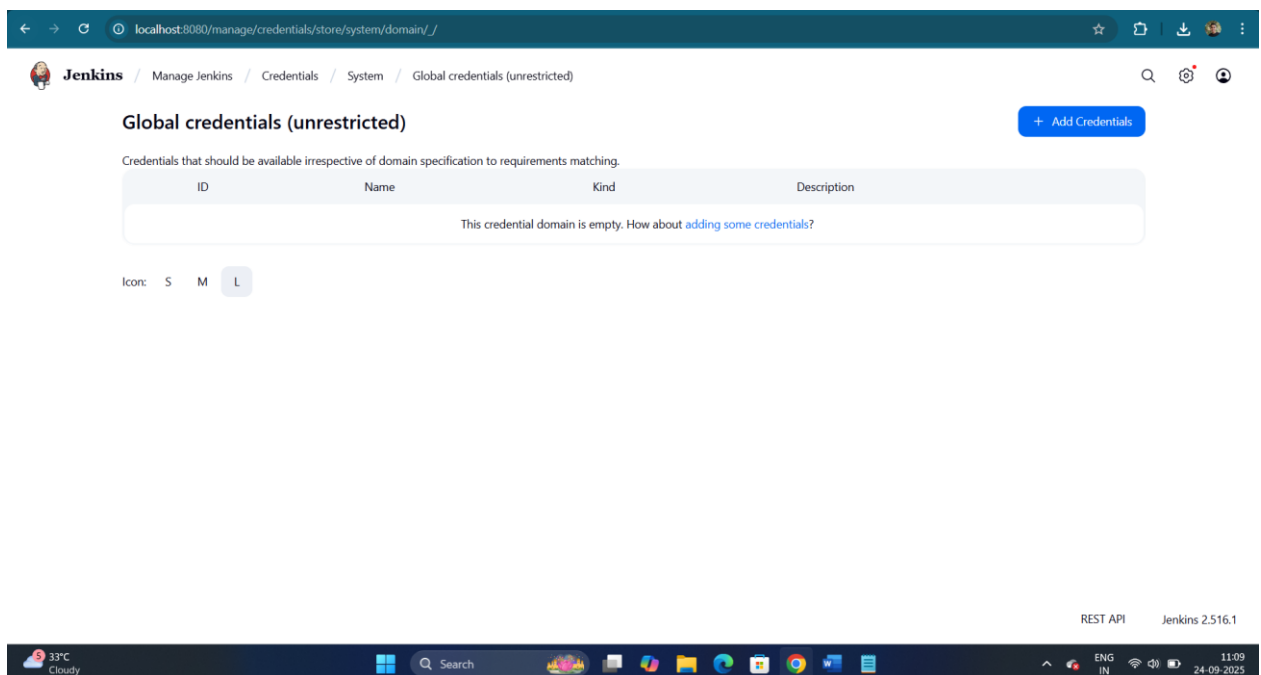 localhost:8080/manage/credentials/store/system/domain/_/
Jenkins / Manage Jenkins / Credentials / System / Global credentials (unrestricted)
Global credentials (unrestricted)
+ Add Credentials
Credentials that should be available irrespective of domain specification to requirements matching.
ID Name Kind Description
This credential domain is empty. How about adding some credentials?
Icon: S M L
REST API Jenkins 2.516.1
5 33°C Search ENG 11:09
Cloudy IN 24-09-2025